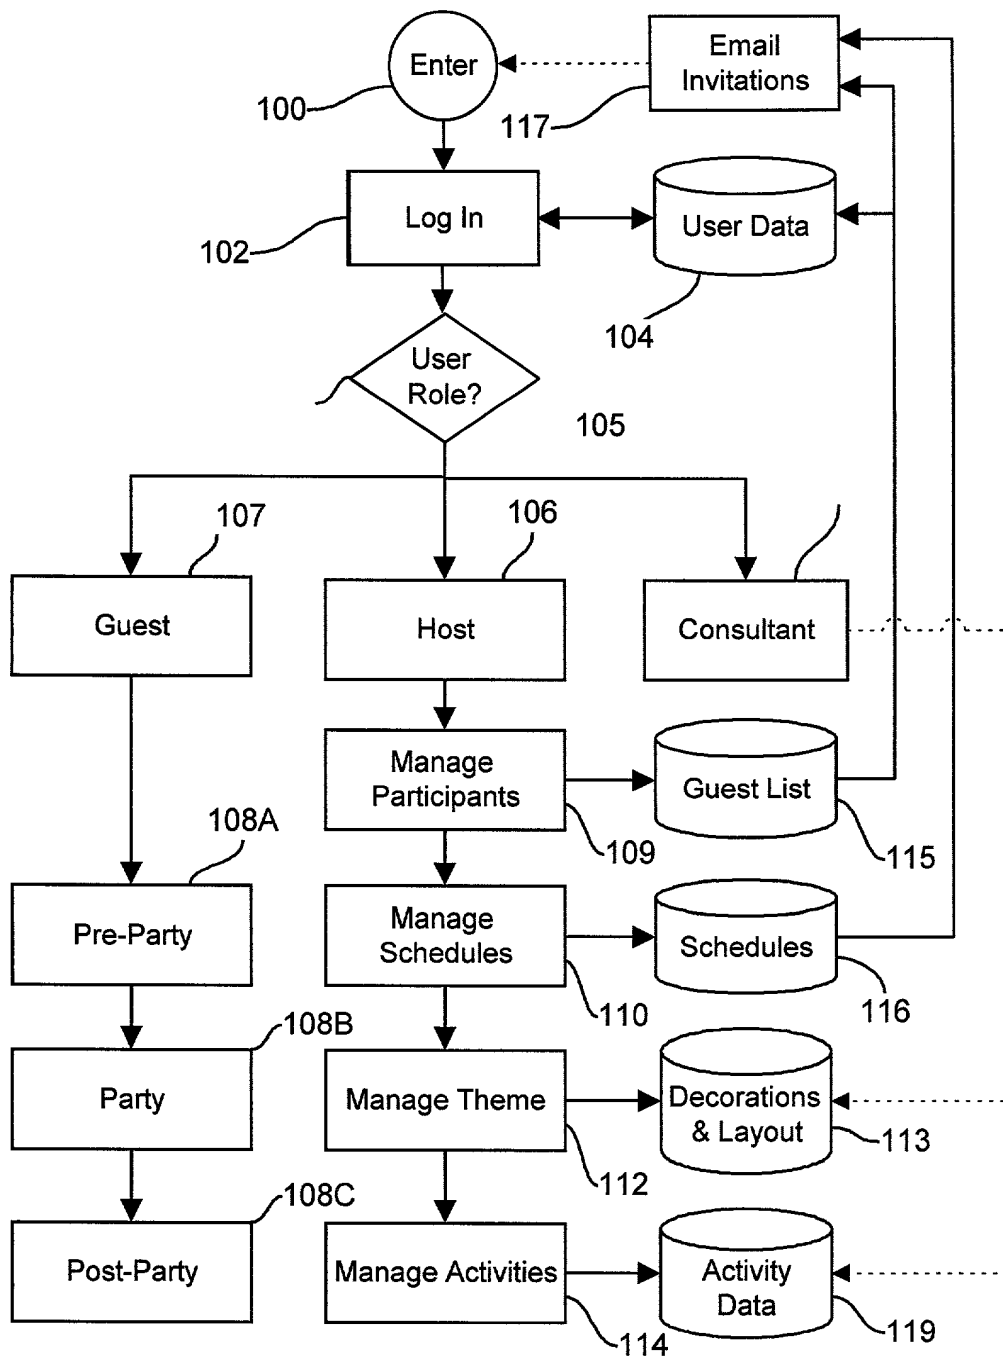 Enter
Email
Invitations
100
117
Log In
User Data
102
104
User
Role?
105
107
106
Guest
Host
Consultant
Manage
Participants
Guest List
108A
109
115
Pre-Party
Manage
Schedules
Schedules
108B
110
116
Party
Manage Theme
Decorations
& Layout
113
108C
112
Post-Party
Manage Activities
Activity
Data
114
119